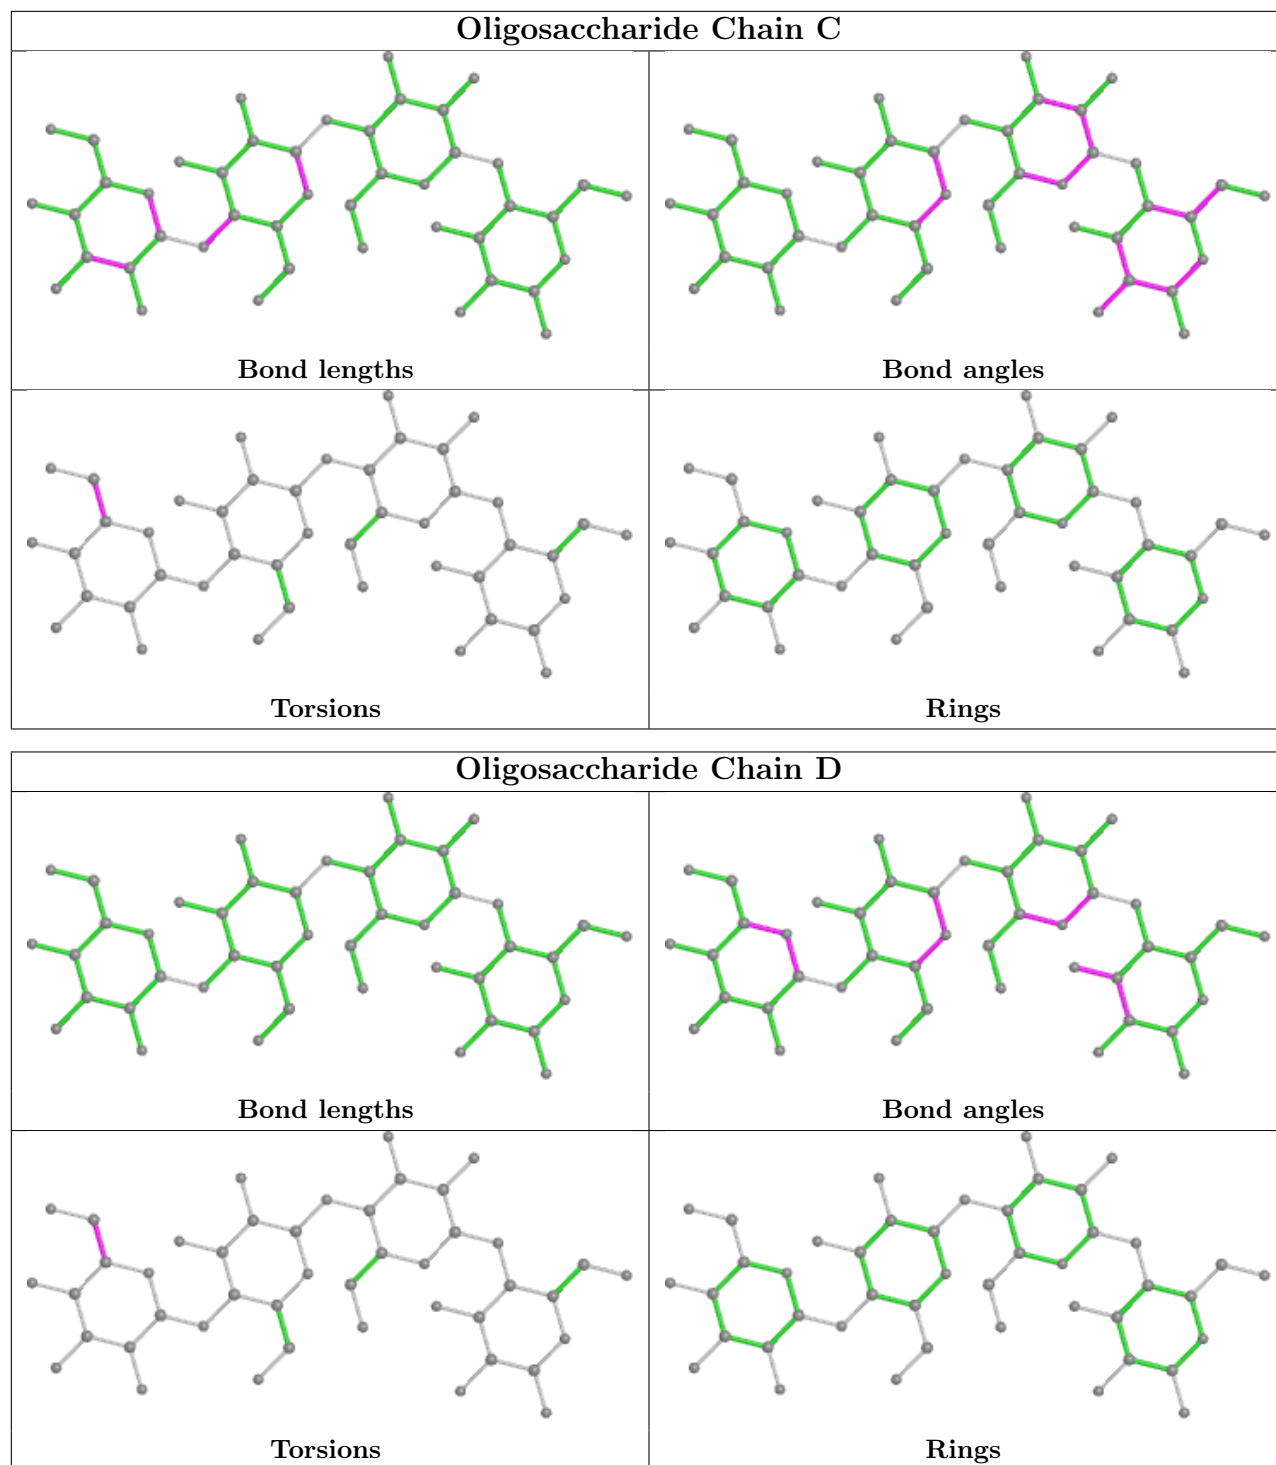 Oligosaccharide Chain C
Bond lengths
Bond angles
Torsions
Rings
Oligosaccharide Chain D
Bond lengths
Bond angles
Torsions
Rings